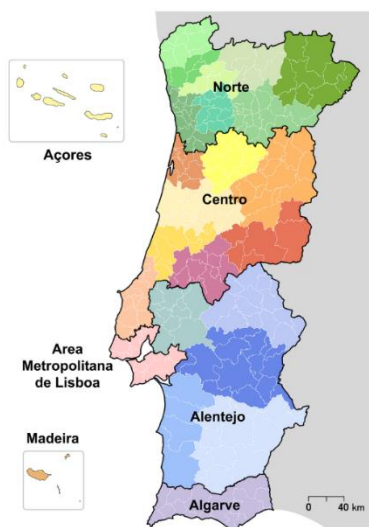 Norte
Açores
Centro
Area
Metropolitana
de Lisboa
Alentejo
Madeira
Algarve
0 40 km